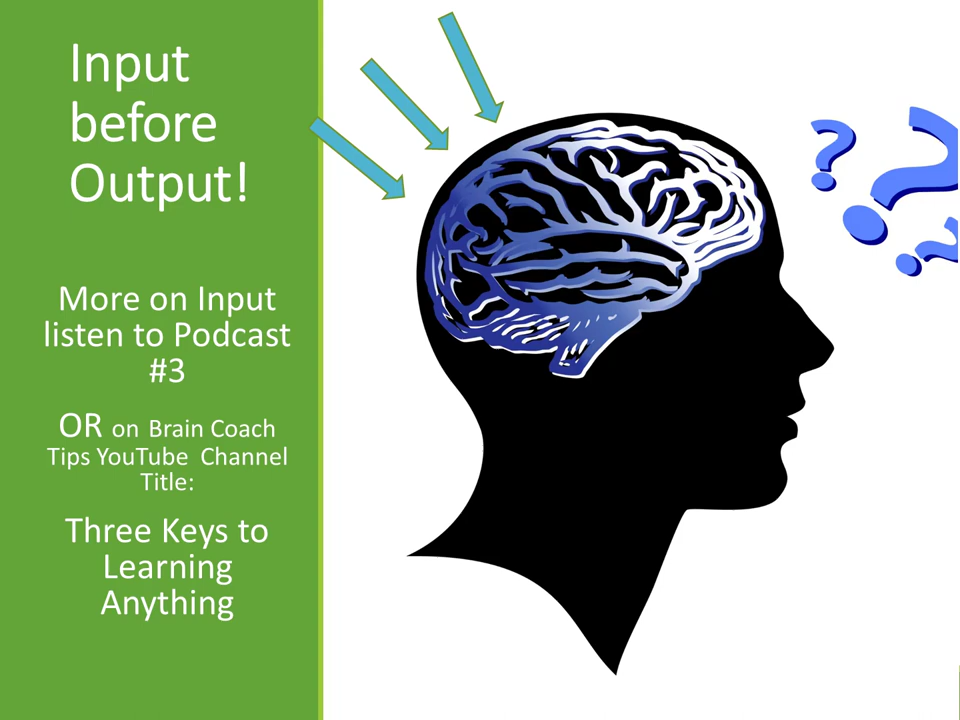 Input
before
Output!
More on Input
listen to Podcast
#3
OR on Brain Coach
Tips YouTube Channel
Title:
Three Keys to
Learning
Anything